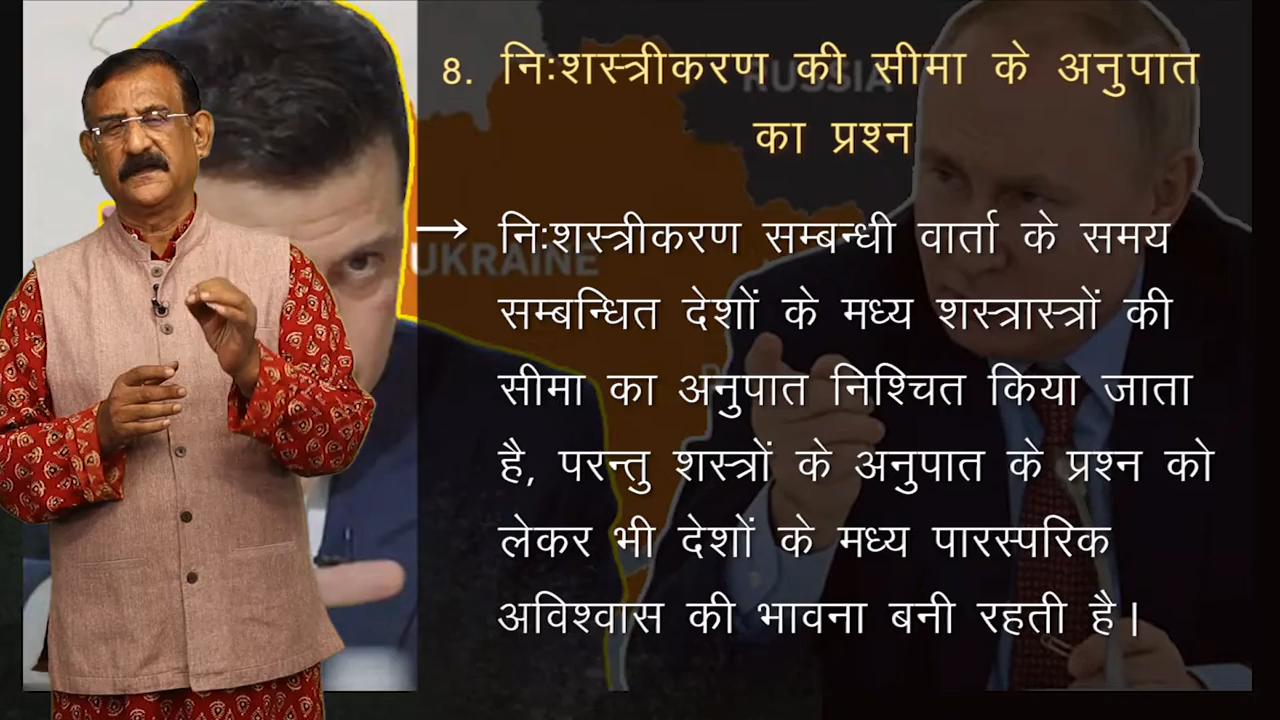 8. निःशस्त्रीकरण की सीमा के अनुपात
का प्रश्न
→ निःशस्त्रीकरण सम्बन्धी वार्ता के समय
सम्बन्धित देशों के मध्य शस्त्रास्त्रों की
सीमा का अनुपात निश्चित किया जाता
है, परन्तु शस्त्रों के अनुपात के प्रश्न को
लेकर भी देशों के मध्य पारस्परिक
अविश्वास की भावना बनी रहती है।
RUSSIA
UKRAINE